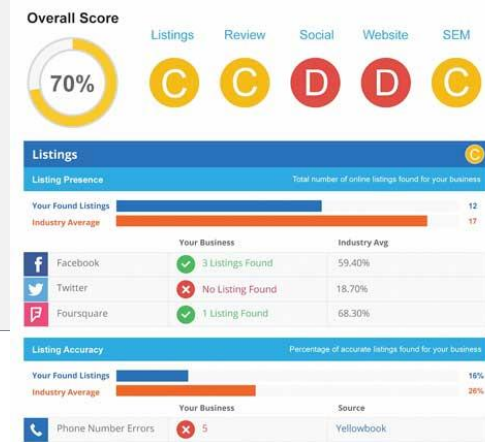 Overall Score
Listings Review Social Website SEM
70% C C D D C
Listings C
Listing Presence Total number of online listings found for your business
Your Found Listings 12
Industry Average 17
Your Business Industry Avg
f Facebook 3 Listings Found 59.40%
Twitter No Listing Found 18.70%
Foursquare 1 Listing Found 68.30%
Listing Accuracy Percentage of accurate listings found for your business
Your Found Listings 16%
Industry Average 26%
Your Business Source
Phone Number Errors 5 Yellowbook